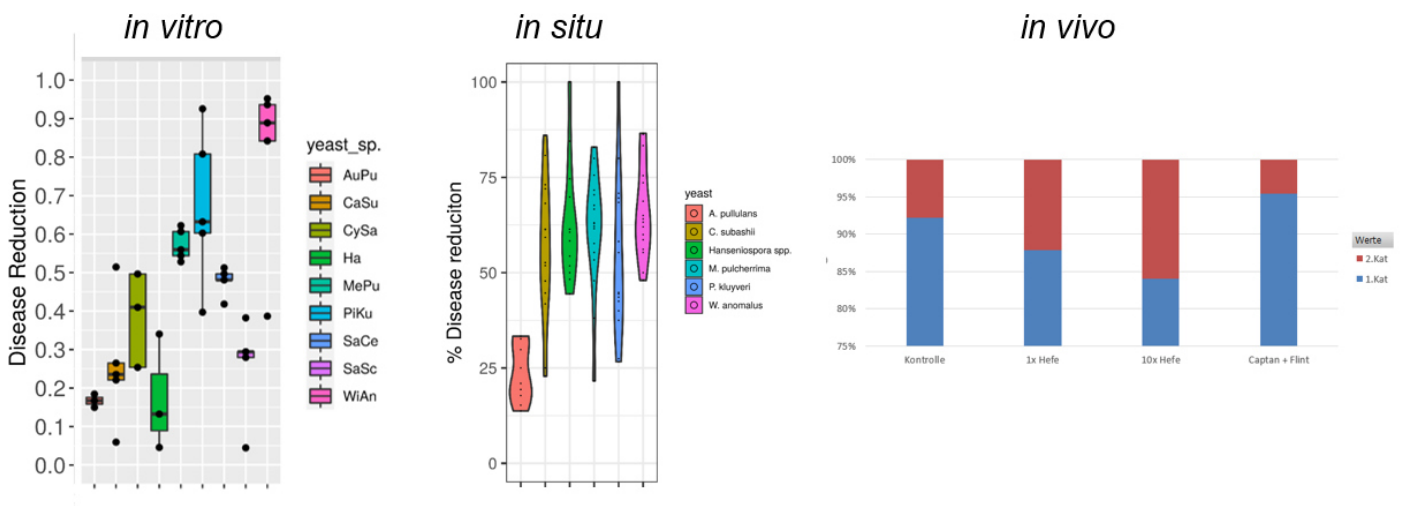 in vitro
in situ
in vivo
Disease Reduction
1.0
0.9
0.8
0.7
0.6
0.5
0.4
0.3
0.2
0.1
0.0
yeast_sp.
AuPu
CaSu
CySa
Ha
MePu
PiKu
SaCe
SaSc
WiAn
% Disease reduciton
100
75
50
25
0
yeast
A. pullulans
C. subashii
Hanseniospora spp.
M. pulcherrima
P. kluyveri
W. anomalus
100%
95%
90%
85%
80%
75%
Kontrolle
1x Hefe
10x Hefe
Captan + Flint
Werte
2.Kat
1.Kat